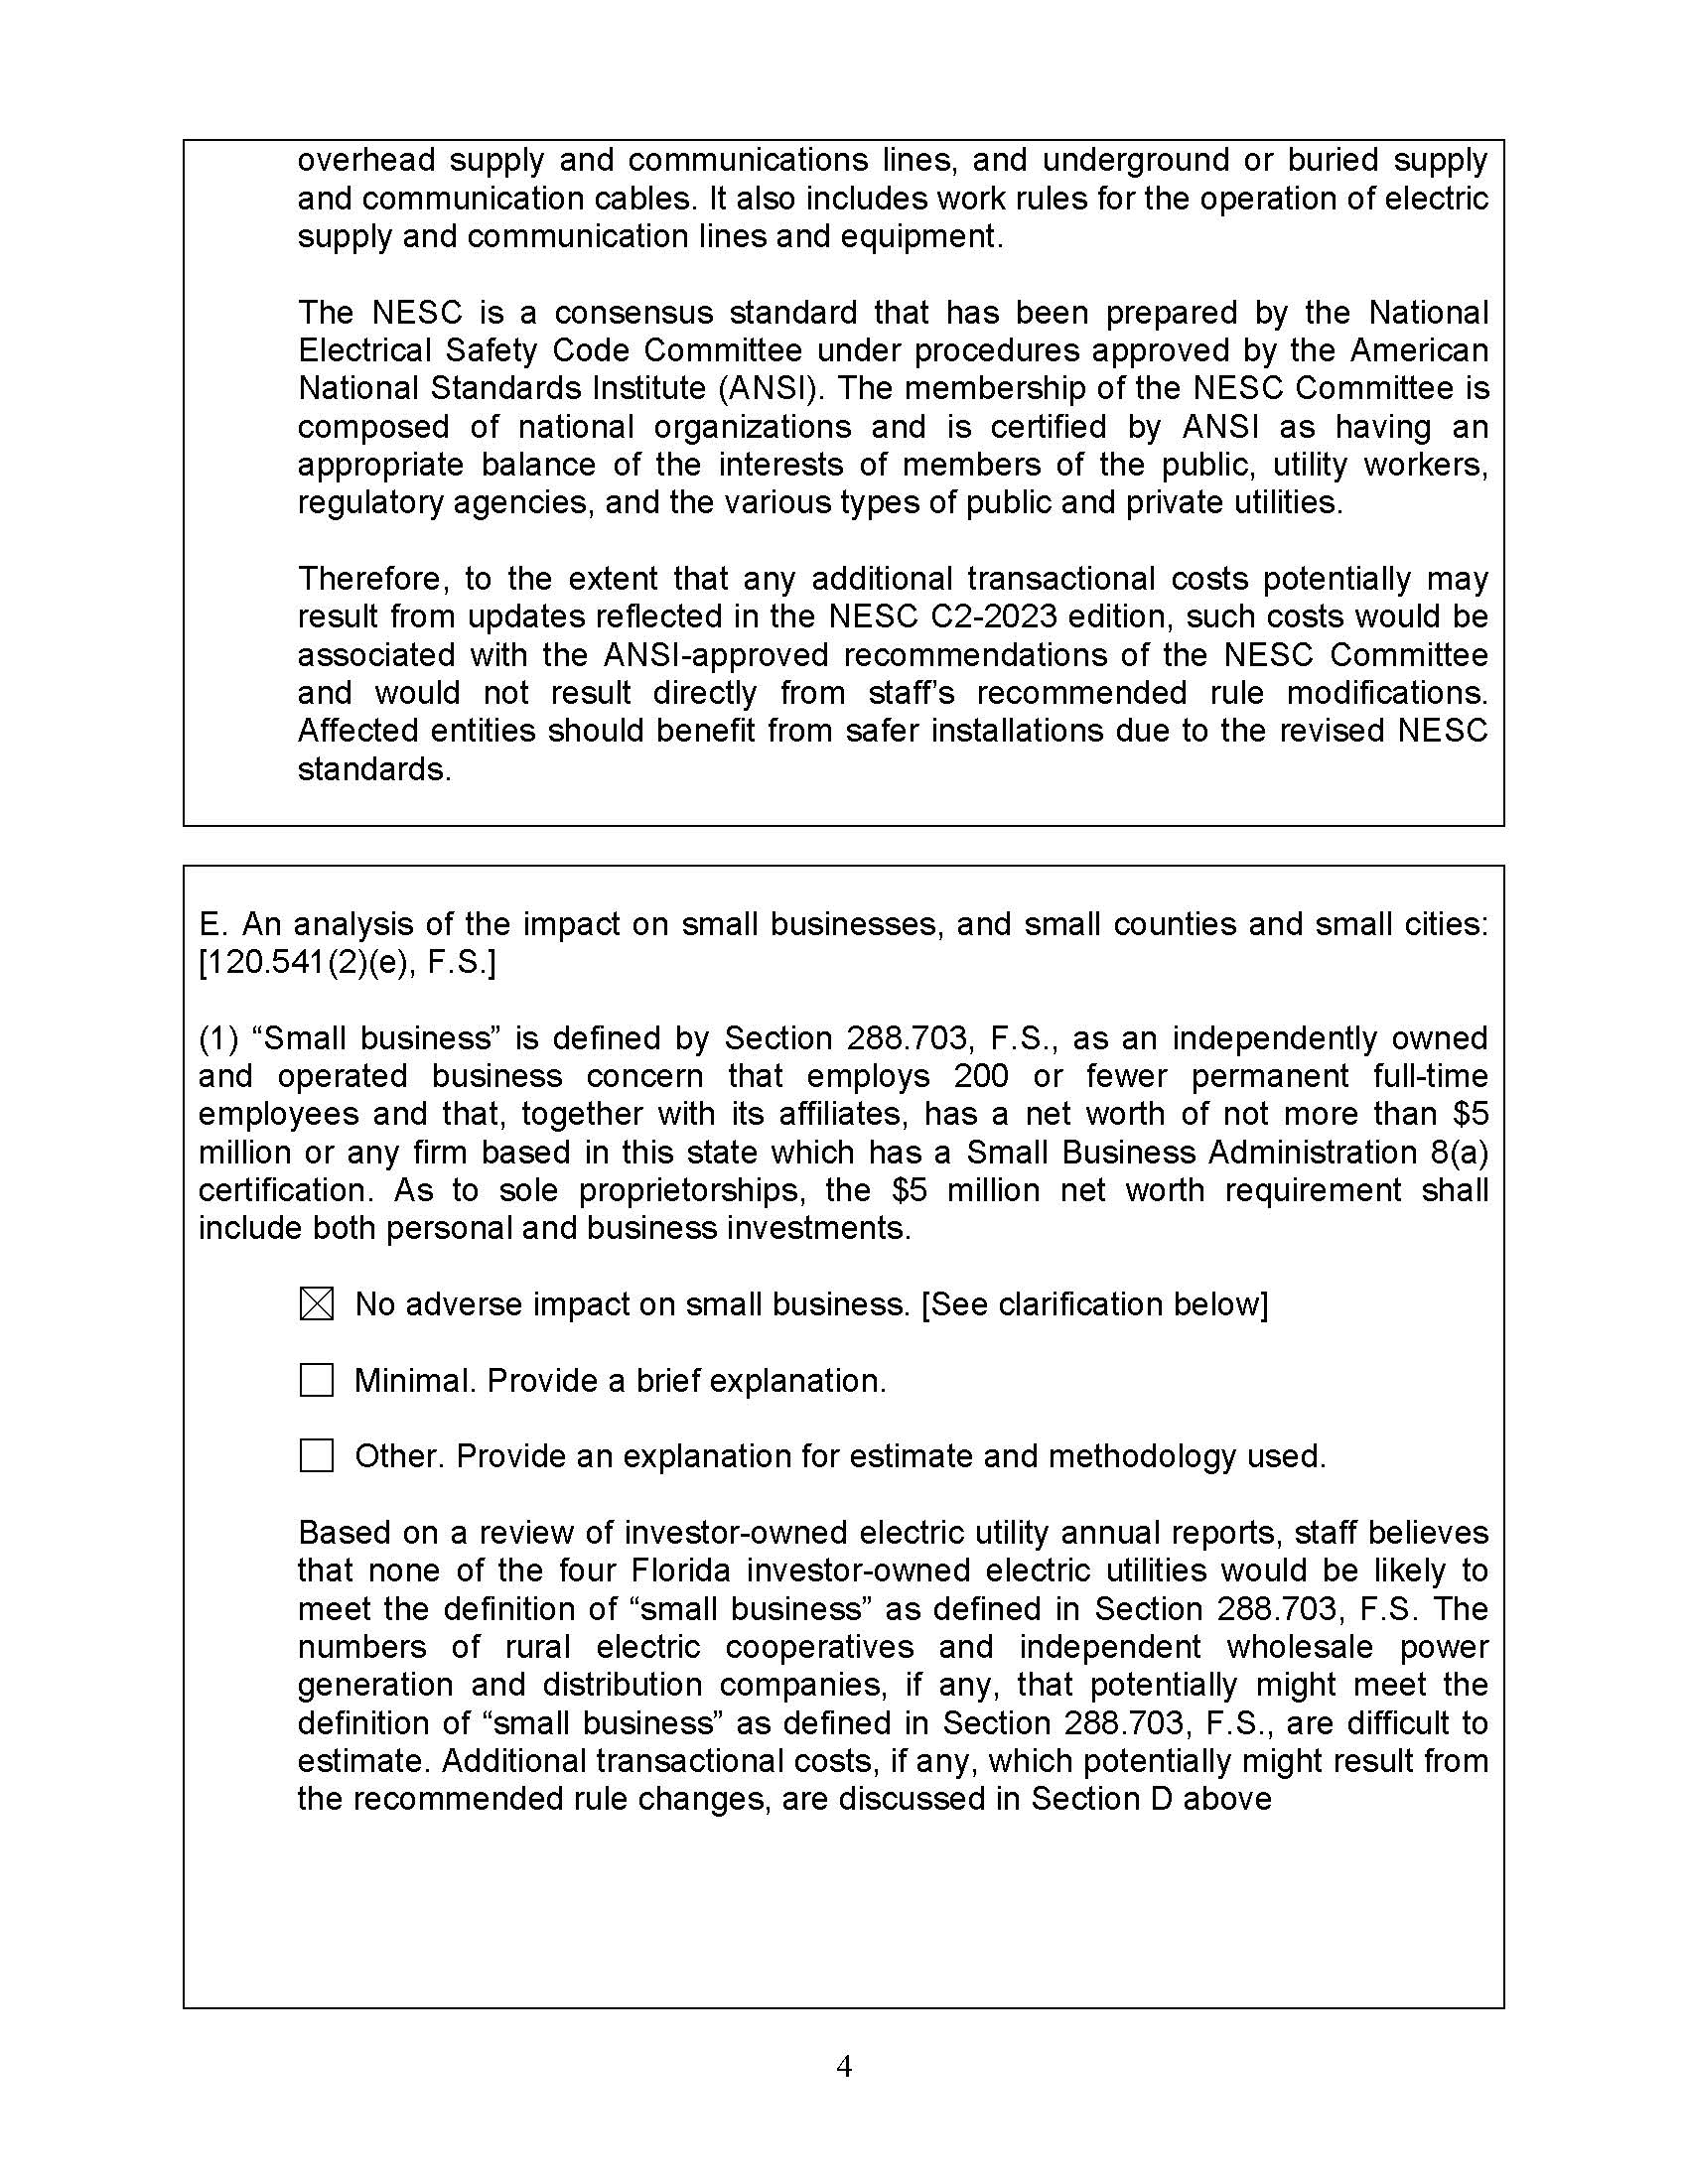 overhead supply and communications lines, and underground or buried supply
and communication cables. It also includes work rules for the operation of electric
supply and communication lines and equipment.
The NESC is a consensus standard that has been prepared by the National
Electrical Safety Code Committee under procedures approved by the American
National Standards Institute (ANSI). The membership of the NESC Committee is
composed of national organizations and is certified by ANSI as having an
appropriate balance of the interests of members of the public, utility workers,
regulatory agencies, and the various types of public and private utilities.
Therefore, to the extent that any additional transactional costs potentially may
result from updates reflected in the NESC C2-2023 edition, such costs would be
associated with the ANSI-approved recommendations of the NESC Committee
and would not result directly from staff’s recommended rule modifications.
Affected entities should benefit from safer installations due to the revised NESC
standards.
E. An analysis of the impact on small businesses, and small counties and small cities:
[120.541(2)(e), F.S.]
(1) “Small business” is defined by Section 288.703, F.S., as an independently owned
and operated business concern that employs 200 or fewer permanent full-time
employees and that, together with its affiliates, has a net worth of not more than $5
million or any firm based in this state which has a Small Business Administration 8(a)
certification. As to sole proprietorships, the $5 million net worth requirement shall
include both personal and business investments.
☒ No adverse impact on small business. [See clarification below]
☐ Minimal. Provide a brief explanation.
☐ Other. Provide an explanation for estimate and methodology used.
Based on a review of investor-owned electric utility annual reports, staff believes
that none of the four Florida investor-owned electric utilities would be likely to
meet the definition of “small business” as defined in Section 288.703, F.S. The
numbers of rural electric cooperatives and independent wholesale power
generation and distribution companies, if any, that potentially might meet the
definition of “small business” as defined in Section 288.703, F.S., are difficult to
estimate. Additional transactional costs, if any, which potentially might result from
the recommended rule changes, are discussed in Section D above
4